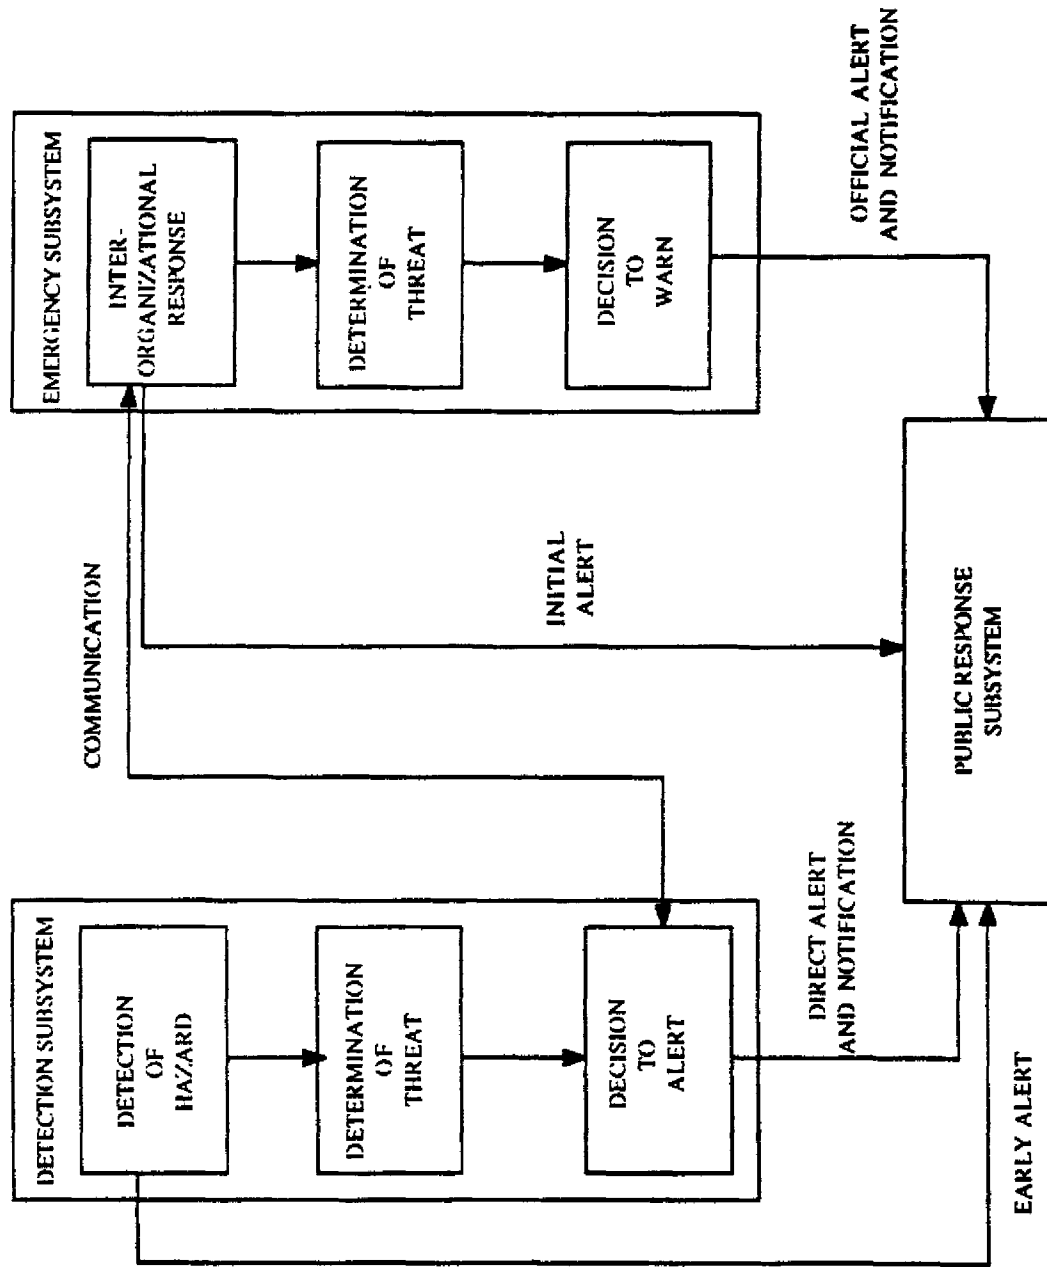 DETECTION SUBSYSTEM
DETECTION
OF
HAZARD
DETERMINATION
OF
THREAT
DECISION
TO
ALERT
COMMUNICATION
EMERGENCY SUBSYSTEM
INTER-
ORGANIZATIONAL
RESPONSE
DETERMINATION
OF
THREAT
DECISION
TO
WARN
INITIAL
ALERT
DIRECT ALERT
AND NOTIFICATION
OFFICIAL ALERT
AND NOTIFICATION
EARLY ALERT
PUBLIC RESPONSE
SUBSYSTEM